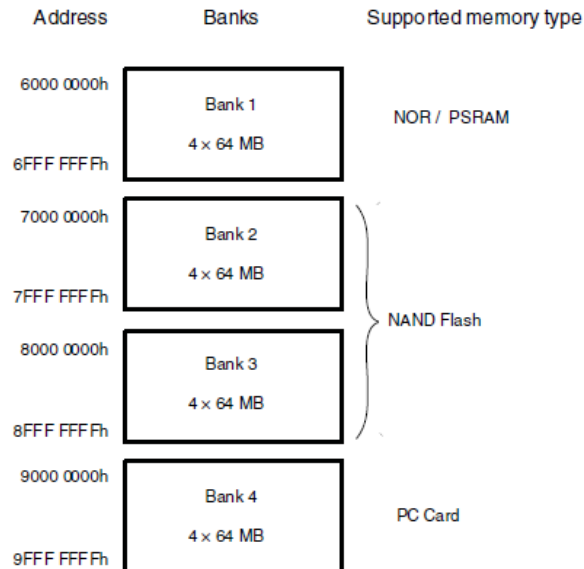 Address Banks Supported memory type
6000 0000h
Bank 1
NOR / PSRAM
4 × 64 MB
6FFF FFFFh
7000 0000h
Bank 2
4 × 64 MB
7FFF FFFFh
NAND Flash
8000 0000h
Bank 3
4 × 64 MB
8FFF FFFFh
9000 0000h
Bank 4
PC Card
4 × 64 MB
9FFF FFFFh